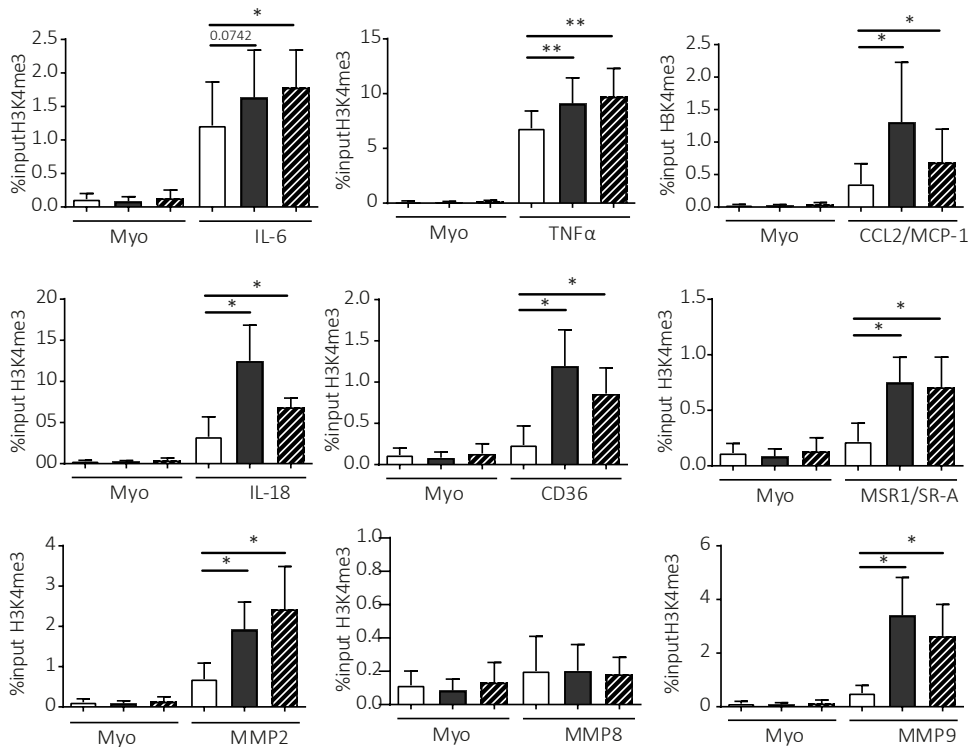 *
0.0742
2.5
2.0
1.5
1.0
0.5
0.0
%inputH3K4me3
Myo
IL-6
**
**
15
10
5
0
%input H3K4me3
Myo
TNFα
*
*
2.5
2.0
1.5
1.0
0.5
0.0
%input H3K4me3
Myo
CCL2/MCP-1
*
*
20
15
10
5
00
%input H3K4me3
Myo
IL-18
*
*
2.0
1.5
1.0
0.5
0.0
%input H3K4me3
Myo
CD36
*
*
1.5
1.0
0.5
0.0
%input H3K4me3
Myo
MSR1/SR-A
*
*
4
3
2
1
0
%input H3K4me3
Myo
MMP2
1.0
0.8
0.6
0.4
0.2
0.0
%input H3K4me3
Myo
MMP8
*
*
6
4
2
0
%inputH3K4me3
Myo
MMP9